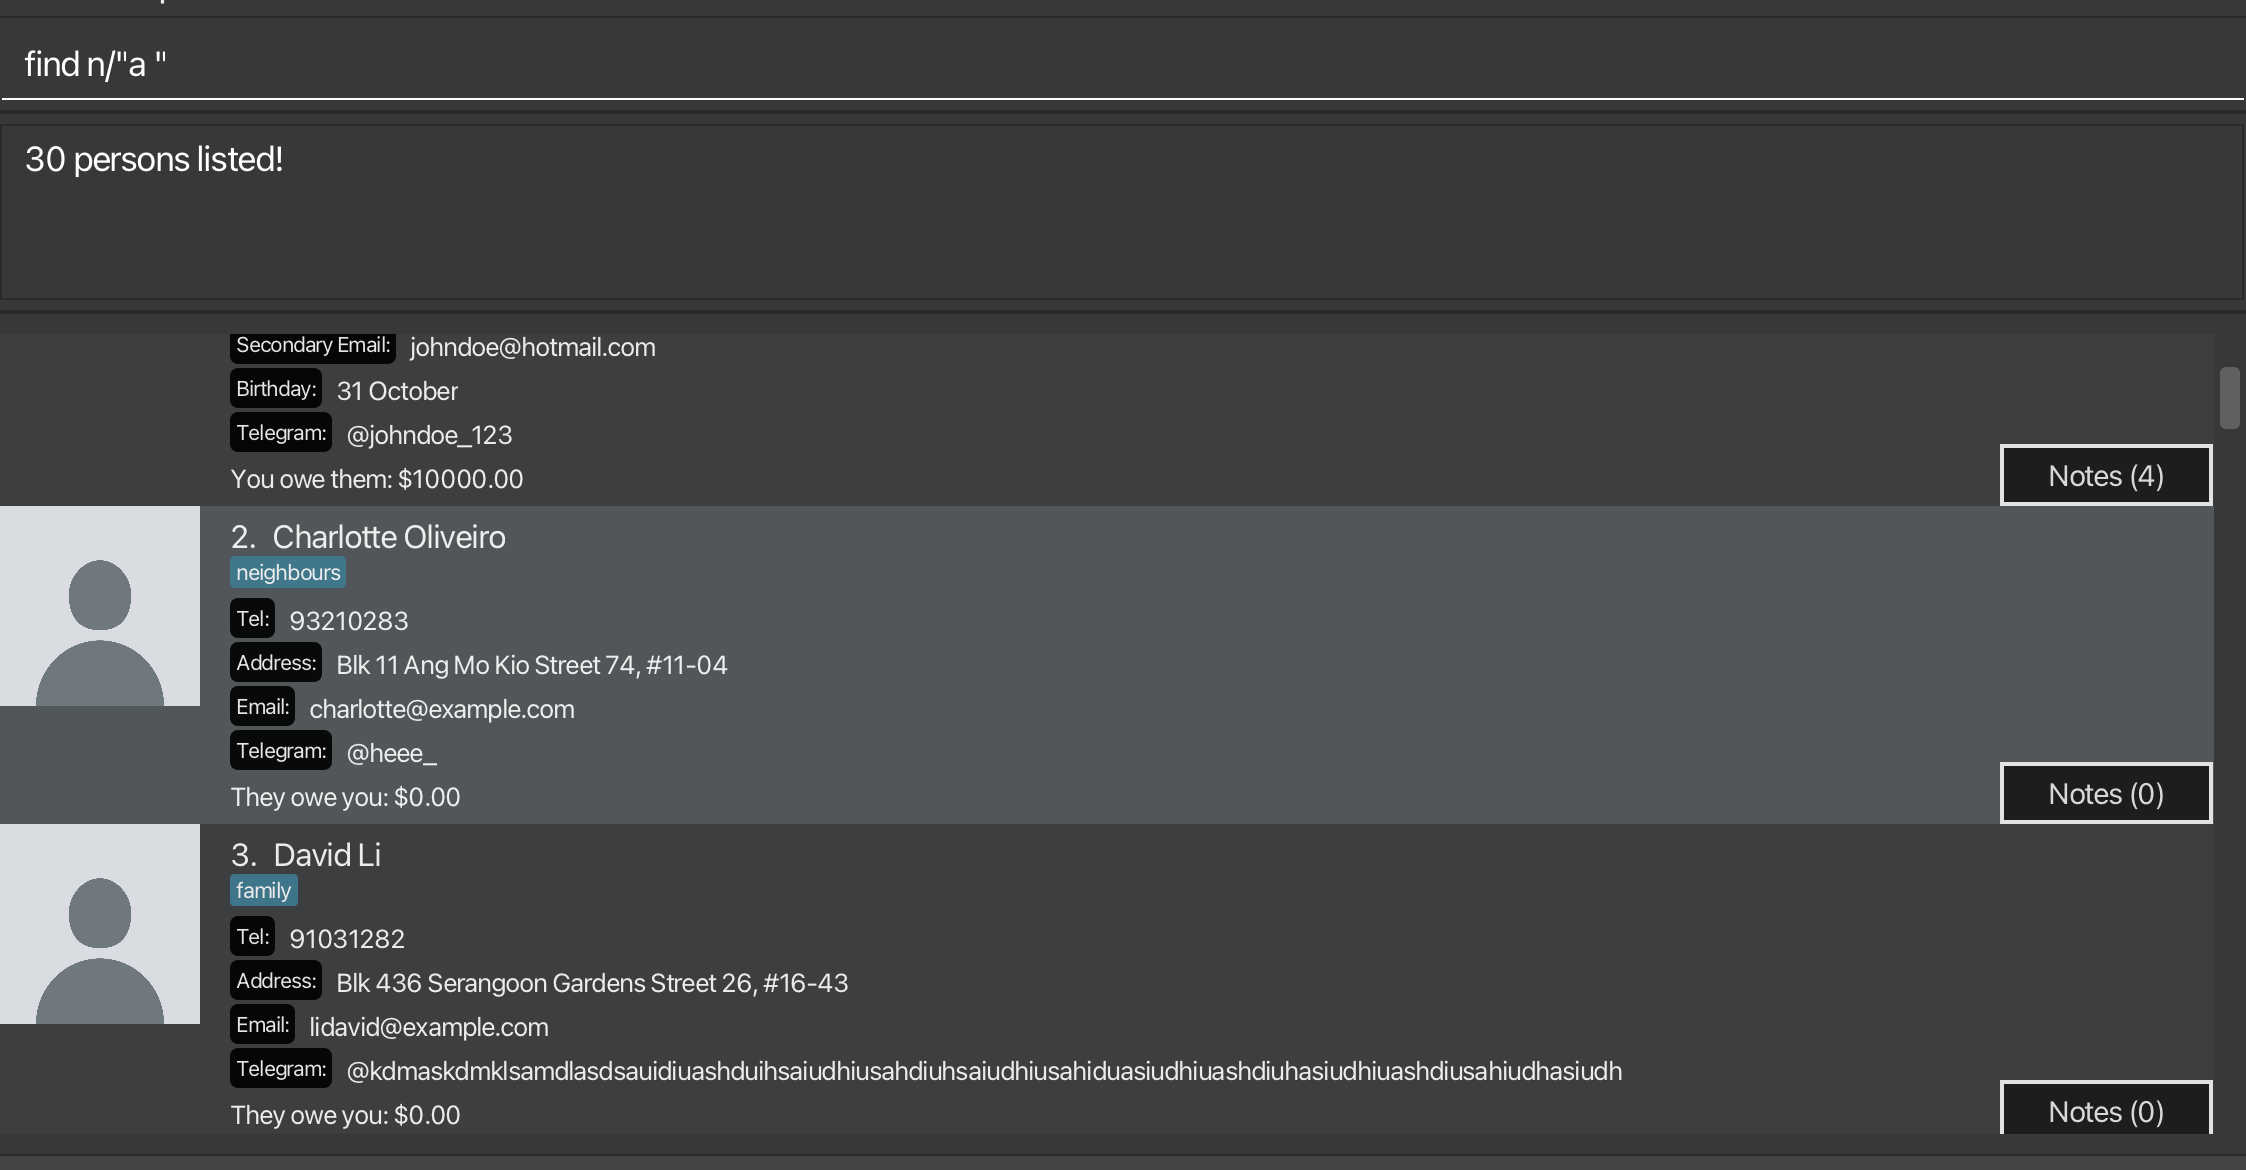 find n/"a "
30 persons listed!
Secondary Email: johndoe@hotmail.com
Birthday: 31 October
Telegram: @johndoe_123
You owe them: $10000.00
Notes (4)
2. Charlotte Oliveiro
neighbours
Tel: 93210283
Address: Blk 11 Ang Mo Kio Street 74, #11-04
Email: charlotte@example.com
Telegram: @heee_
They owe you: $0.00
Notes (0)
3. David Li
family
Tel: 91031282
Address: Blk 436 Serangoon Gardens Street 26, #16-43
Email: lidavid@example.com
Telegram: @kdmaskdmklsamdlasdsauidiuashduihsaiudhiusahdiuhsaiudhiusahiduasiudhiuashdiuhasiudhiuashdiusahiudhasiudh
They owe you: $0.00
Notes (0)